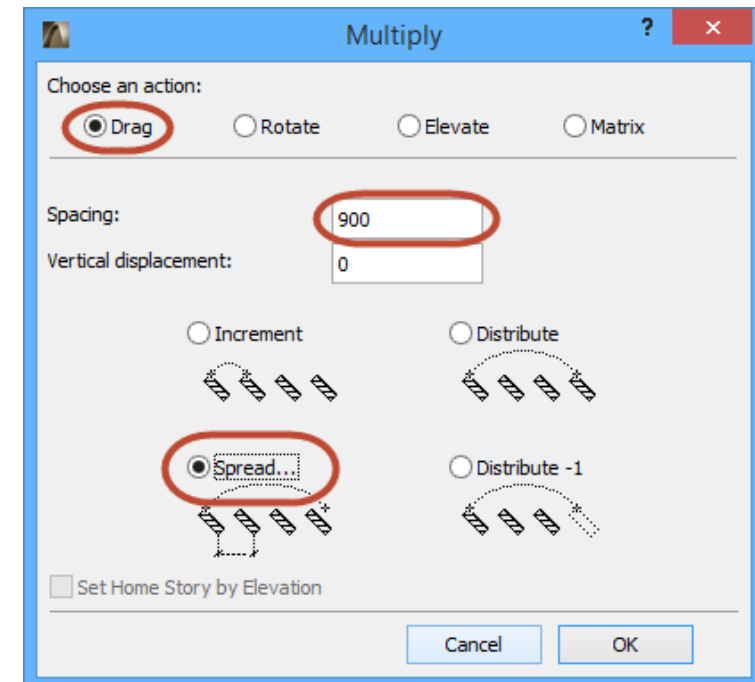 Multiply
?
×
Choose an action:
Drag Rotate Elevate Matrix
Spacing: 900
Vertical displacement: 0
Increment Distribute
Spread... Distribute -1
Set Home Story by Elevation
Cancel OK